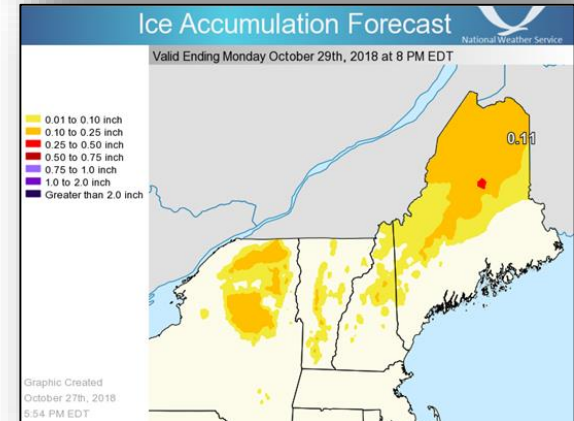 Ice Accumulation Forecast
National Weather Service
Valid Ending Monday October 29th, 2018 at 8 PM EDT
0.01 to 0.10 inch
0.10 to 0.25 inch
0.25 to 0.50 inch
0.50 to 0.75 inch
0.75 to 1.0 inch
1.0 to 2.0 inch
Greater than 2.0 inch
0.11
Graphic Created
October 27th, 2018
5:54 PM EDT